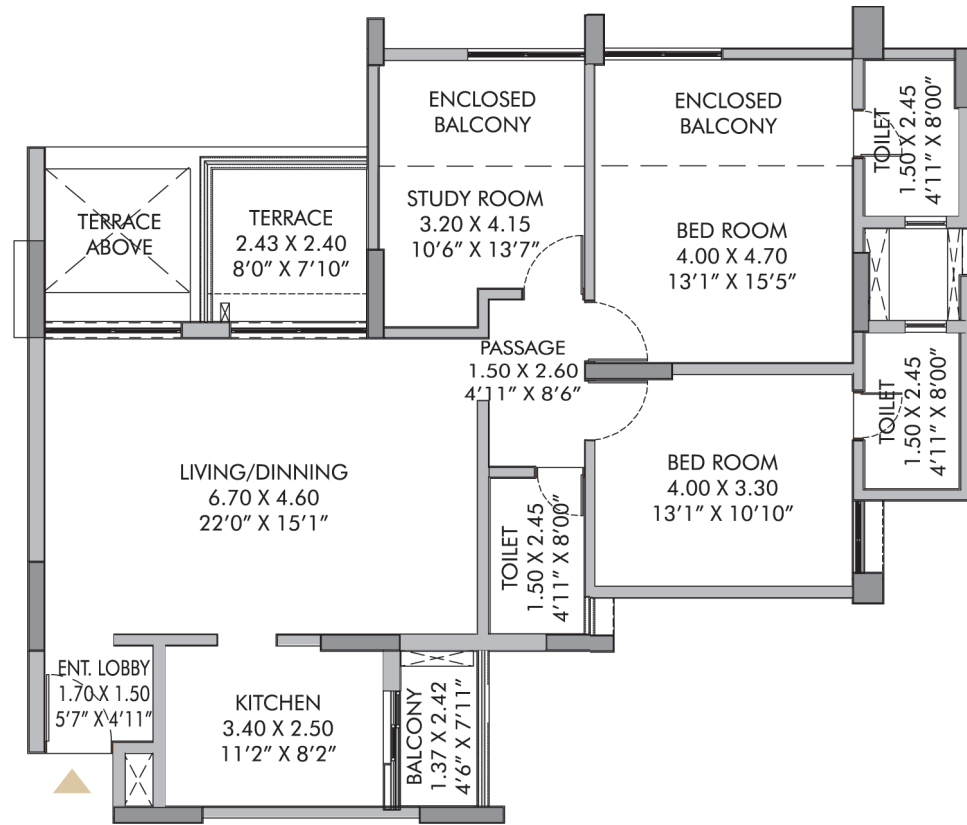 ENCLOSED
BALCONY
ENCLOSED
BALCONY
TOILET
1.50 X 2.45
4'11" X 8'00"
STUDY ROOM
3.20 X 4.15
10'6" X 13'7"
TERRACE
ABOVE
TERRACE
2.43 X 2.40
8'0" X 7'10"
BED ROOM
4.00 X 4.70
13'1" X 15'5"
PASSAGE
1.50 X 2.60
4'11" X 8'6"
TOILET
1.50 X 2.45
4'11" X 8'00"
LIVING/DINNING
6.70 X 4.60
22'0" X 15'1"
BED ROOM
4.00 X 3.30
13'1" X 10'10"
TOILET
1.50 X 2.45
4'11" X 8'00"
ENT. LOBBY
1.70 X 1.50
5'7" X 4'11"
KITCHEN
3.40 X 2.50
11'2" X 8'2"
BALCONY
1.37 X 2.42
4'6" X 7'11"